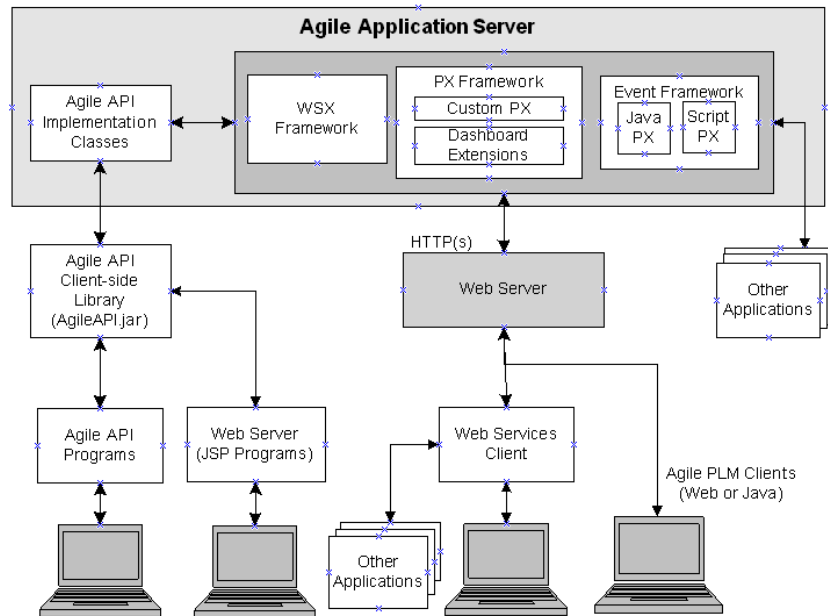 Agile Application Server
Agile API
Implementation
Classes
WSX
Framework
PX Framework
Custom PX
Dashboard
Extensions
Event Framework
Java
PX
Script
PX
Agile API
Client-side
Library
(AgileAPI.jar)
HTTP(s)
Web Server
Other
Applications
Agile API
Programs
Web Server
(JSP Programs)
Web Services
Client
Agile PLM Clients
(Web or Java)
Other
Applications